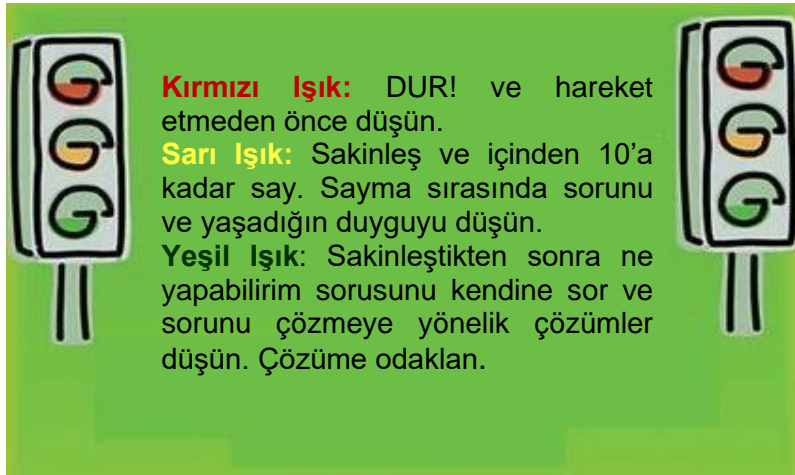 Kırmızı Işık: DUR! ve hareket
etmeden önce düşün.
Sarı Işık: Sakinleş ve içinden 10’a
kadar say. Sayma sırasında sorunu
ve yaşadığın duyguyu düşün.
Yeşil Işık: Sakinleştikten sonra ne
yapabilirim sorusunu kendine sor ve
sorunu çözmeye yönelik çözümler
düşün. Çözüme odaklan.